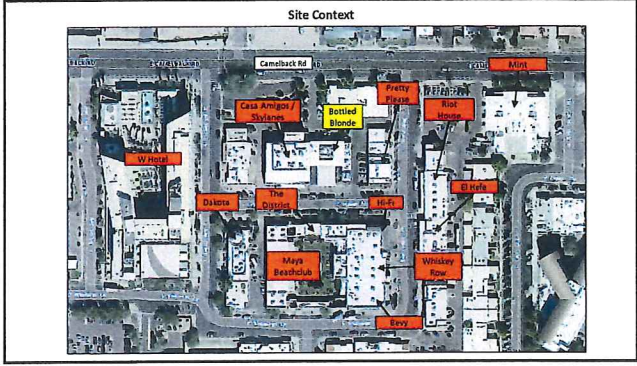 Site Context
Camelback Rd
Mint
Casa Amigos /
Skylanes
Bottled
Blonde
Pretty
Please
Riot
House
W Hotel
El Hefe
Dakota
The
District
Hi-Fi
Maya
Beachclub
Whiskey
Row
Bevy